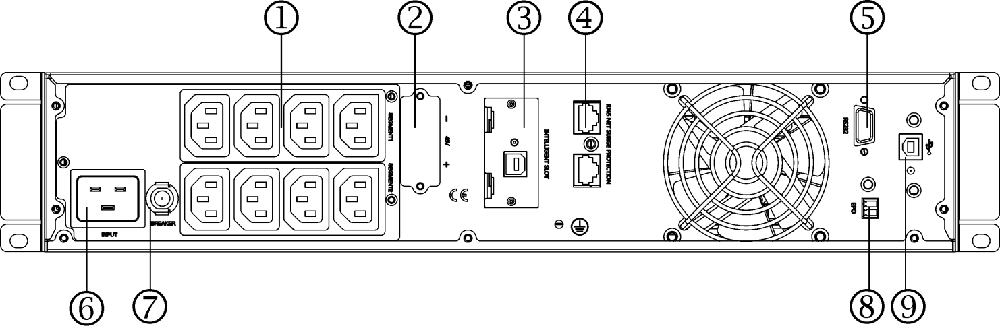 1 2 3 4 5
SEGMENT1
SEGMENT2
- 48V +
CE
INTELLIGENT SLOT
RJ45 NET SURGE PROTECTION
RS232
EPO
BREAKER
INPUT
6 7 8 9